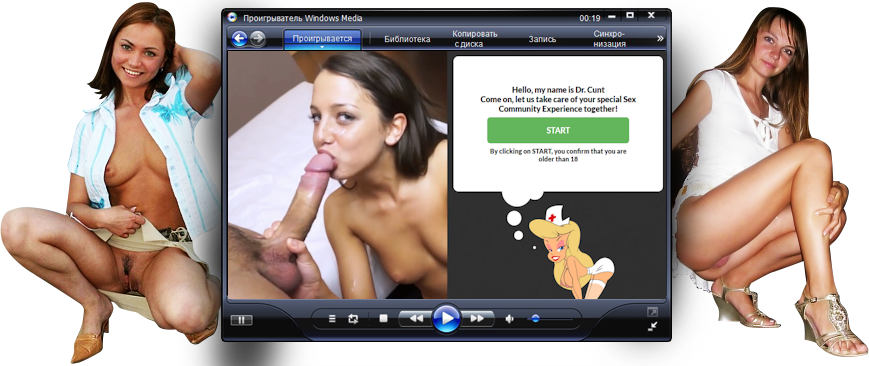 Проигрыватель Windows Media
00:19
Проигрывается
Библиотека
Копировать
с диска
Запись
Синхро-
низация
Hello, my name is Dr. Cunt
Come on, let us take care of your special Sex
Community Experience together!
START
By clicking on START, you confirm that you are
older than 18